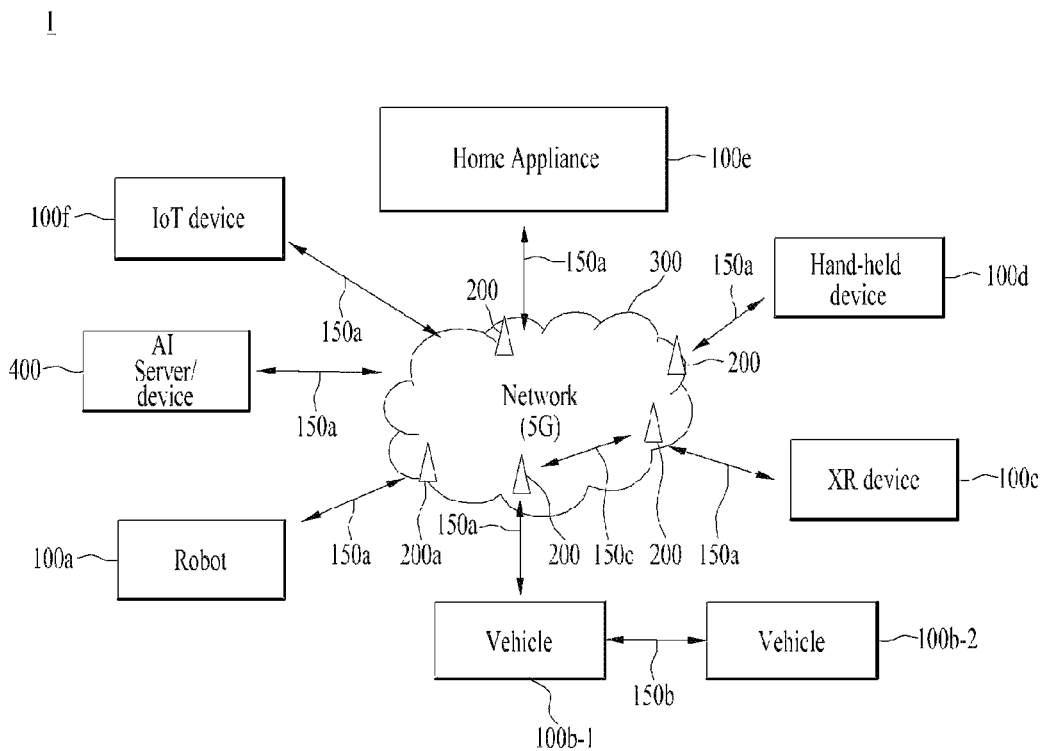 1
Home Appliance
100e
100f
IoT device
150a
300
150a
Hand-held
device
100d
200
150a
200
400
AI
Server/
device
150a
Network
(5G)
XR device
100c
150a
100a
Robot
150a
200a
200
150c
200
150a
Vehicle
Vehicle
100b-2
150b
100b-1